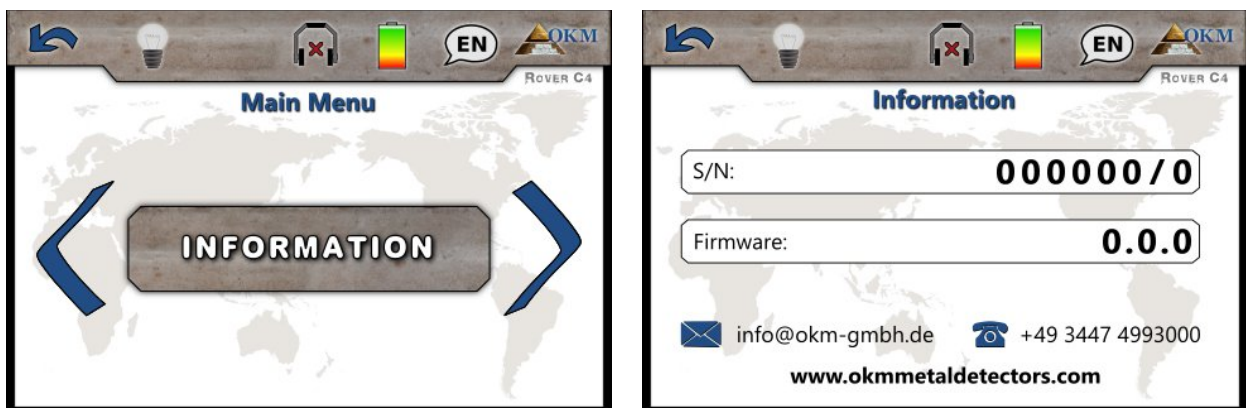 EN
OKM
Rover C4
Main Menu
INFORMATION
EN
OKM
Rover C4
Information
S/N: 000000/0
Firmware: 0.0.0
info@okm-gmbh.de +49 3447 4993000
www.okmmetaldetectors.com